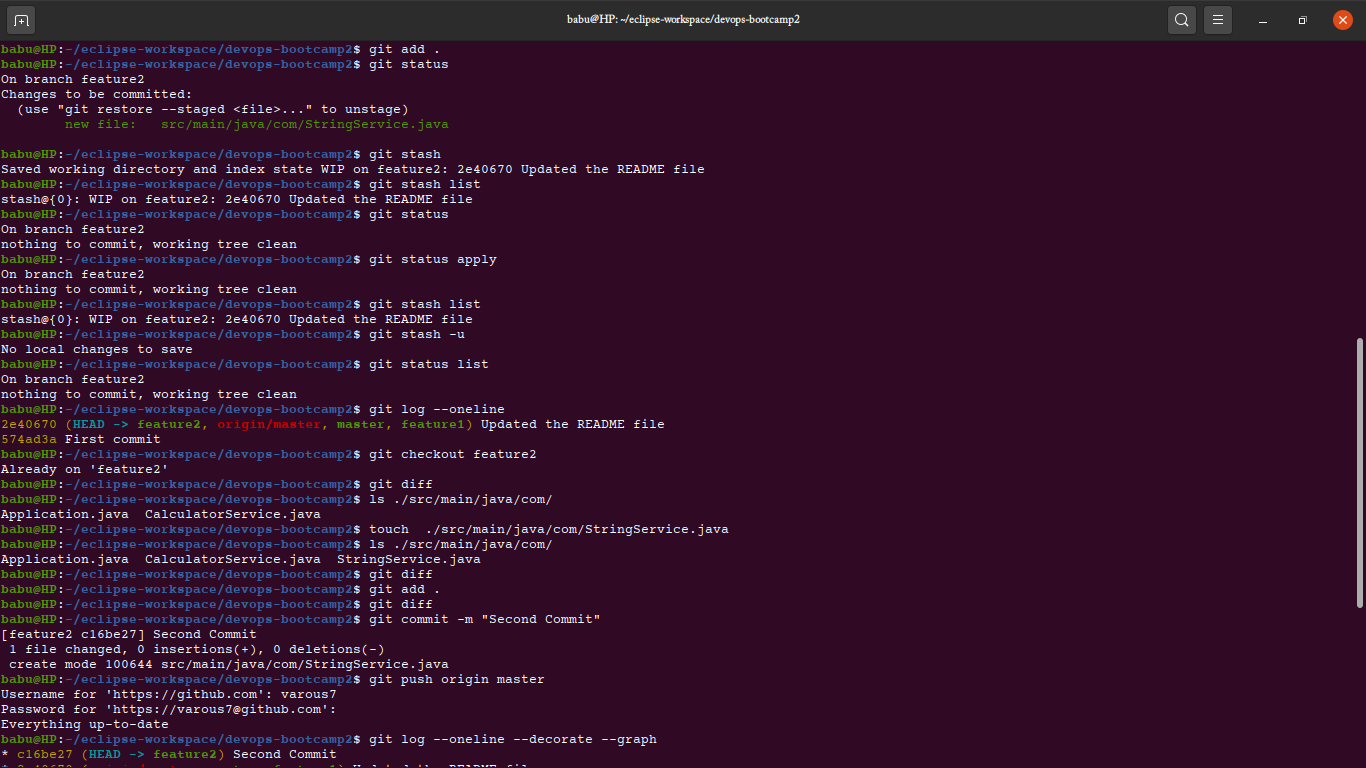 babu@HP: ~/eclipse-workspace/devops-bootcamp2
babu@HP:~/eclipse-workspace/devops-bootcamp2$ git add .
babu@HP:~/eclipse-workspace/devops-bootcamp2$ git status
On branch feature2
Changes to be committed:
  (use "git restore --staged <file>..." to unstage)
        new file:   src/main/java/com/StringService.java
babu@HP:~/eclipse-workspace/devops-bootcamp2$ git stash
Saved working directory and index state WIP on feature2: 2e40670 Updated the README file
babu@HP:~/eclipse-workspace/devops-bootcamp2$ git stash list
stash@{0}: WIP on feature2: 2e40670 Updated the README file
babu@HP:~/eclipse-workspace/devops-bootcamp2$ git status
On branch feature2
nothing to commit, working tree clean
babu@HP:~/eclipse-workspace/devops-bootcamp2$ git status apply
On branch feature2
nothing to commit, working tree clean
babu@HP:~/eclipse-workspace/devops-bootcamp2$ git stash list
stash@{0}: WIP on feature2: 2e40670 Updated the README file
babu@HP:~/eclipse-workspace/devops-bootcamp2$ git stash -u
No local changes to save
babu@HP:~/eclipse-workspace/devops-bootcamp2$ git status list
On branch feature2
nothing to commit, working tree clean
babu@HP:~/eclipse-workspace/devops-bootcamp2$ git log --oneline
2e40670 (HEAD -> feature2, origin/master, master, feature1) Updated the README file
574ad3a First commit
babu@HP:~/eclipse-workspace/devops-bootcamp2$ git checkout feature2
Already on 'feature2'
babu@HP:~/eclipse-workspace/devops-bootcamp2$ git diff
babu@HP:~/eclipse-workspace/devops-bootcamp2$ ls ./src/main/java/com/
Application.java  CalculatorService.java
babu@HP:~/eclipse-workspace/devops-bootcamp2$ touch  ./src/main/java/com/StringService.java
babu@HP:~/eclipse-workspace/devops-bootcamp2$ ls ./src/main/java/com/
Application.java  CalculatorService.java  StringService.java
babu@HP:~/eclipse-workspace/devops-bootcamp2$ git diff
babu@HP:~/eclipse-workspace/devops-bootcamp2$ git add .
babu@HP:~/eclipse-workspace/devops-bootcamp2$ git diff
babu@HP:~/eclipse-workspace/devops-bootcamp2$ git commit -m "Second Commit"
[feature2 c16be27] Second Commit
 1 file changed, 0 insertions(+), 0 deletions(-)
 create mode 100644 src/main/java/com/StringService.java
babu@HP:~/eclipse-workspace/devops-bootcamp2$ git push origin master
Username for 'https://github.com': varous7
Password for 'https://varous7@github.com':
Everything up-to-date
babu@HP:~/eclipse-workspace/devops-bootcamp2$ git log --oneline --decorate --graph
* c16be27 (HEAD -> feature2) Second Commit